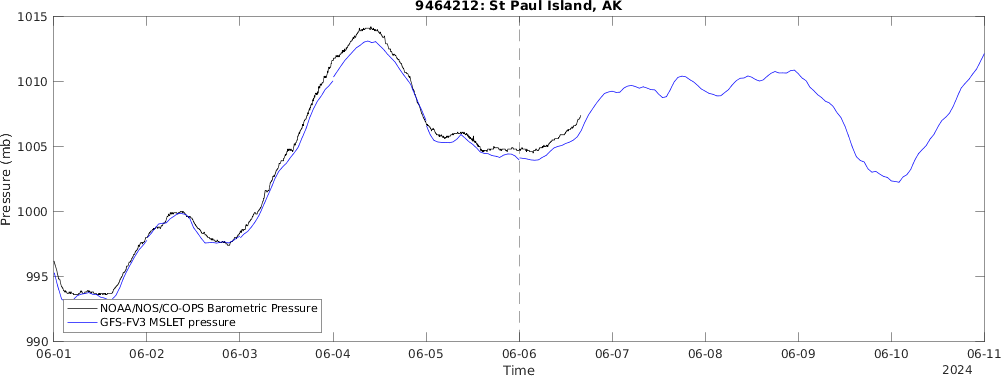 9464212: St Paul Island, AK
Pressure (mb)
1015
1010
1005
1000
995
990
NOAA/NOS/CO-OPS Barometric Pressure
GFS-FV3 MSLET pressure
06-01 06-02 06-03 06-04 06-05 06-06 06-07 06-08 06-09 06-10 06-11
Time
2024